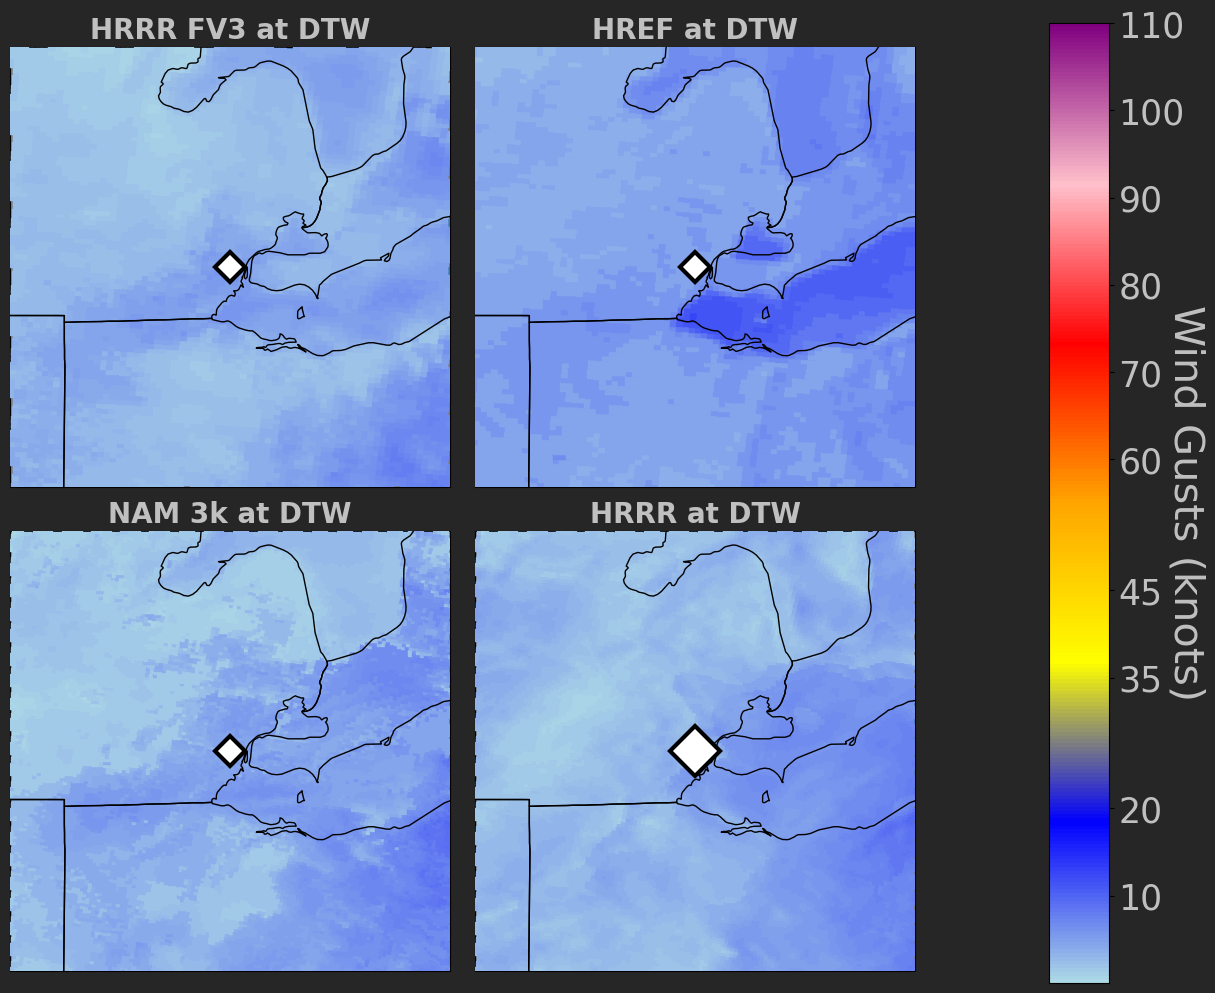 HRRR FV3 at DTW
HREF at DTW
NAM 3k at DTW
HRRR at DTW
110
100
90
80
70
60
45
35
20
10
Wind Gusts (knots)